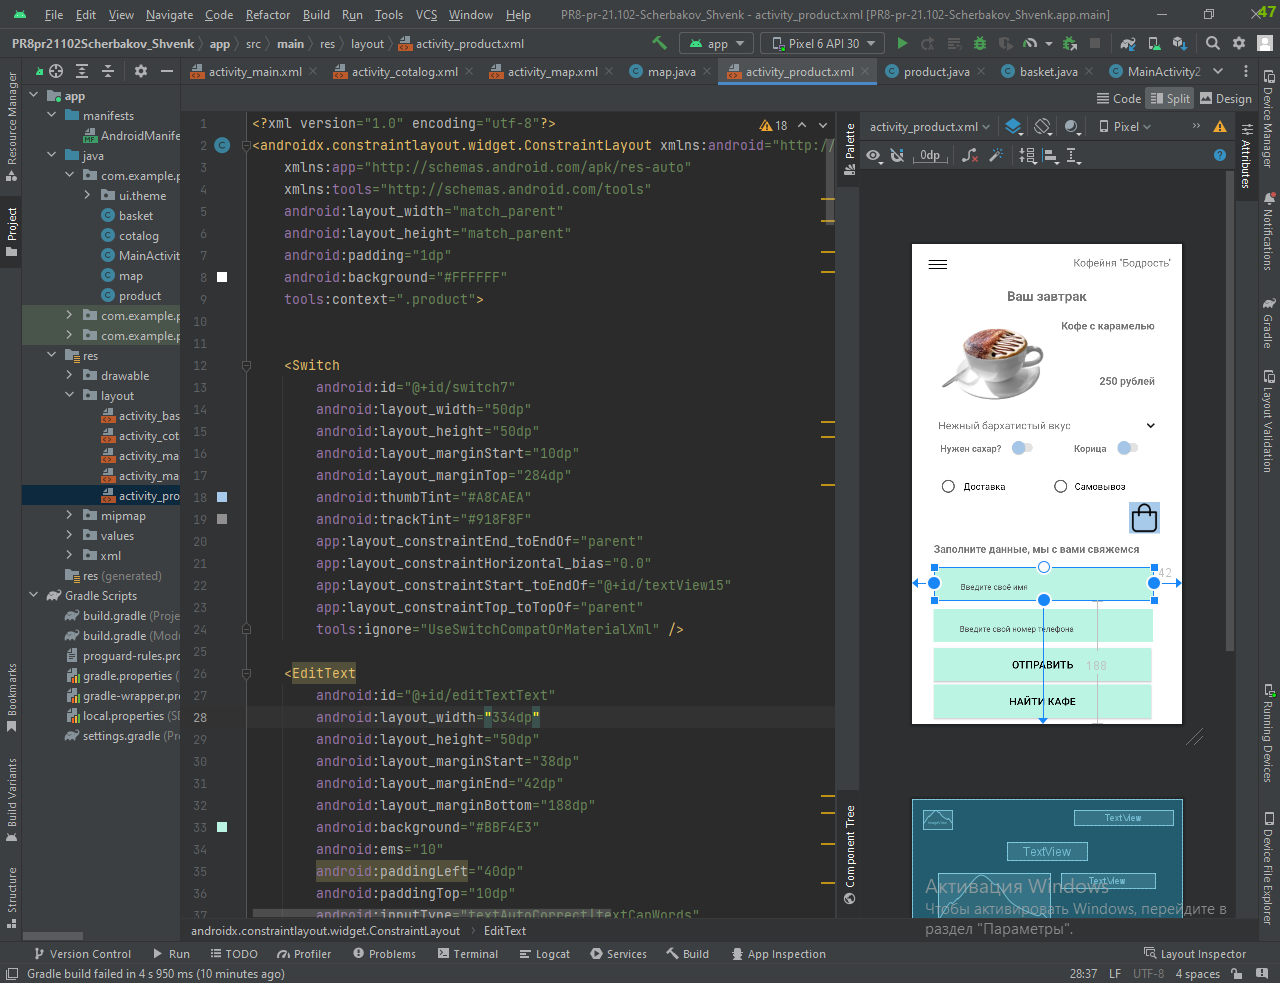 File Edit View Navigate Code Refactor Build Run Tools VCS Window Help PR8-pr-21.102-Scherbakov_Shvenk - activity_product.xml [PR8-pr-21.102-Scherbakov_Shvenk.app.main] 47
PR8pr21102Scherbakov_Shvenk app src main res layout activity_product.xml app Pixel 6 API 30
activity_main.xml activity_cotalog.xml activity_map.xml map.java activity_product.xml product.java basket.java MainActivity2
Code Split Design
Resource Manager
Project
Bookmarks
Build Variants
Structure
app
manifests
AndroidManife
java
com.example.p
ui.theme
basket
cotalog
MainActivit
map
product
com.example.p
com.example.p
res
drawable
layout
activity_bas
activity_cota
activity_ma
activity_ma
activity_pro
mipmap
values
xml
res (generated)
Gradle Scripts
build.gradle (Proje
build.gradle (Modu
proguard-rules.pro
gradle.properties (
gradle-wrapper.pro
local.properties (SD
settings.gradle (Pro
18
1 <?xml version="1.0" encoding="utf-8"?>
2 <androidx.constraintlayout.widget.ConstraintLayout xmlns:android="http:/
3 xmlns:app="http://schemas.android.com/apk/res-auto"
4 xmlns:tools="http://schemas.android.com/tools"
5 android:layout_width="match_parent"
6 android:layout_height="match_parent"
7 android:padding="1dp"
8 android:background="#FFFFFF"
9 tools:context=".product">
10
11
12 <Switch
13 android:id="@+id/switch7"
14 android:layout_width="50dp"
15 android:layout_height="50dp"
16 android:layout_marginStart="10dp"
17 android:layout_marginTop="284dp"
18 android:thumbTint="#A8CAEA"
19 android:trackTint="#918F8F"
20 app:layout_constraintEnd_toEndOf="parent"
21 app:layout_constraintHorizontal_bias="0.0"
22 app:layout_constraintStart_toEndOf="@+id/textView15"
23 app:layout_constraintTop_toTopOf="parent"
24 tools:ignore="UseSwitchCompatOrMaterialXml" />
25
26 <EditText
27 android:id="@+id/editTextText"
28 android:layout_width="334dp"
29 android:layout_height="50dp"
30 android:layout_marginStart="38dp"
31 android:layout_marginEnd="42dp"
32 android:layout_marginBottom="188dp"
33 android:background="#BBF4E3"
34 android:ems="10"
35 android:paddingLeft="40dp"
36 android:paddingTop="10dp"
37 android:inputType="textAutoCorrect|textCapWords"
androidx.constraintlayout.widget.ConstraintLayout EditText
Palette
Component Tree
activity_product.xml Pixel
0dp
Attributes
Кофейня "Бодрость"
Ваш завтрак
Кофе с карамелью
250 рублей
Нежный бархатистый вкус
Нужен сахар? Корица
Доставка Самовывоз
Заполните данные, мы с вами свяжемся
Введите своё имя 42
Введите свой номер телефона
ОТПРАВИТЬ 188
НАЙТИ КАФЕ
TextView
TextView
TextView
Активация Windows
Чтобы активировать Windows, перейдите в
раздел "Параметры".
Device Manager
Notifications
Gradle
Layout Validation
Running Devices
Device File Explorer
Version Control Run TODO Profiler Problems Terminal Logcat Services Build App Inspection Layout Inspector
Gradle build failed in 4 s 950 ms (10 minutes ago) 28:37 LF UTF-8 4 spaces